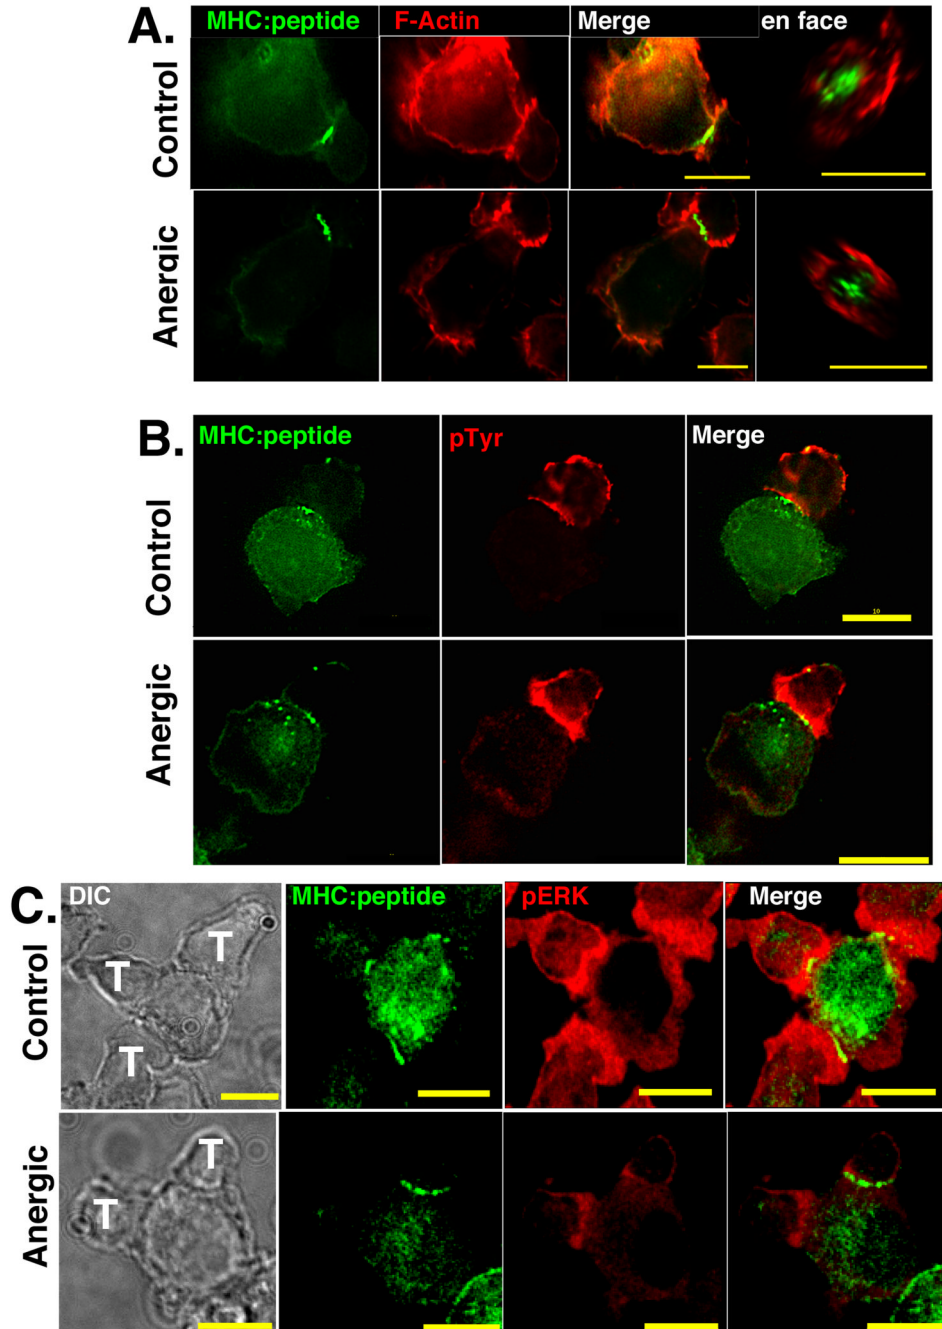 A.
MHC:peptide F-Actin Merge en face
Control
Anergic
B.
MHC:peptide pTyr Merge
Control
10
Anergic
C.
DIC MHC:peptide pERK Merge
Control
T
T
T
Anergic
T
T